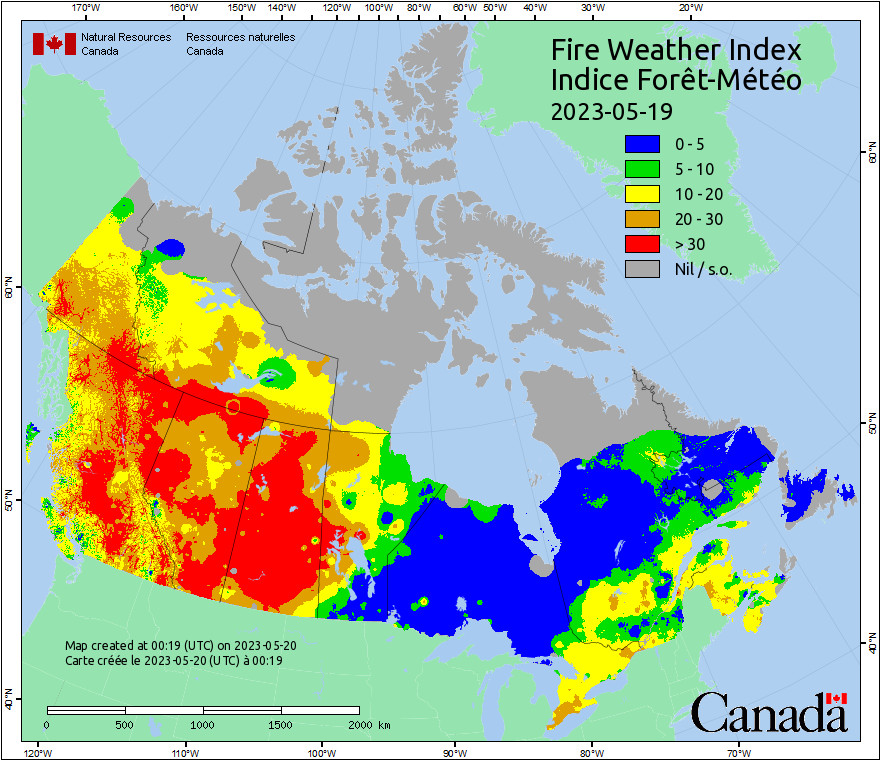 170°W 160°W 150°W 140°W 130°W 120°W 110°W 100°W 90°W 80°W 70°W 60°W 50°W 40°W 30°W 20°W
Natural Resources Canada
Ressources naturelles Canada
Fire Weather Index
Indice Forêt-Météo
2023-05-19
0 - 5
5 - 10
10 - 20
20 - 30
> 30
Nil / s.o.
60°N
60°N
50°N
50°N
40°N
40°N
Map created at 00:19 (UTC) on 2023-05-20
Carte créée le 2023-05-20 (UTC) à 00:19
0 500 1000 1500 2000 km
Canada
120°W 110°W 100°W 90°W 80°W 70°W